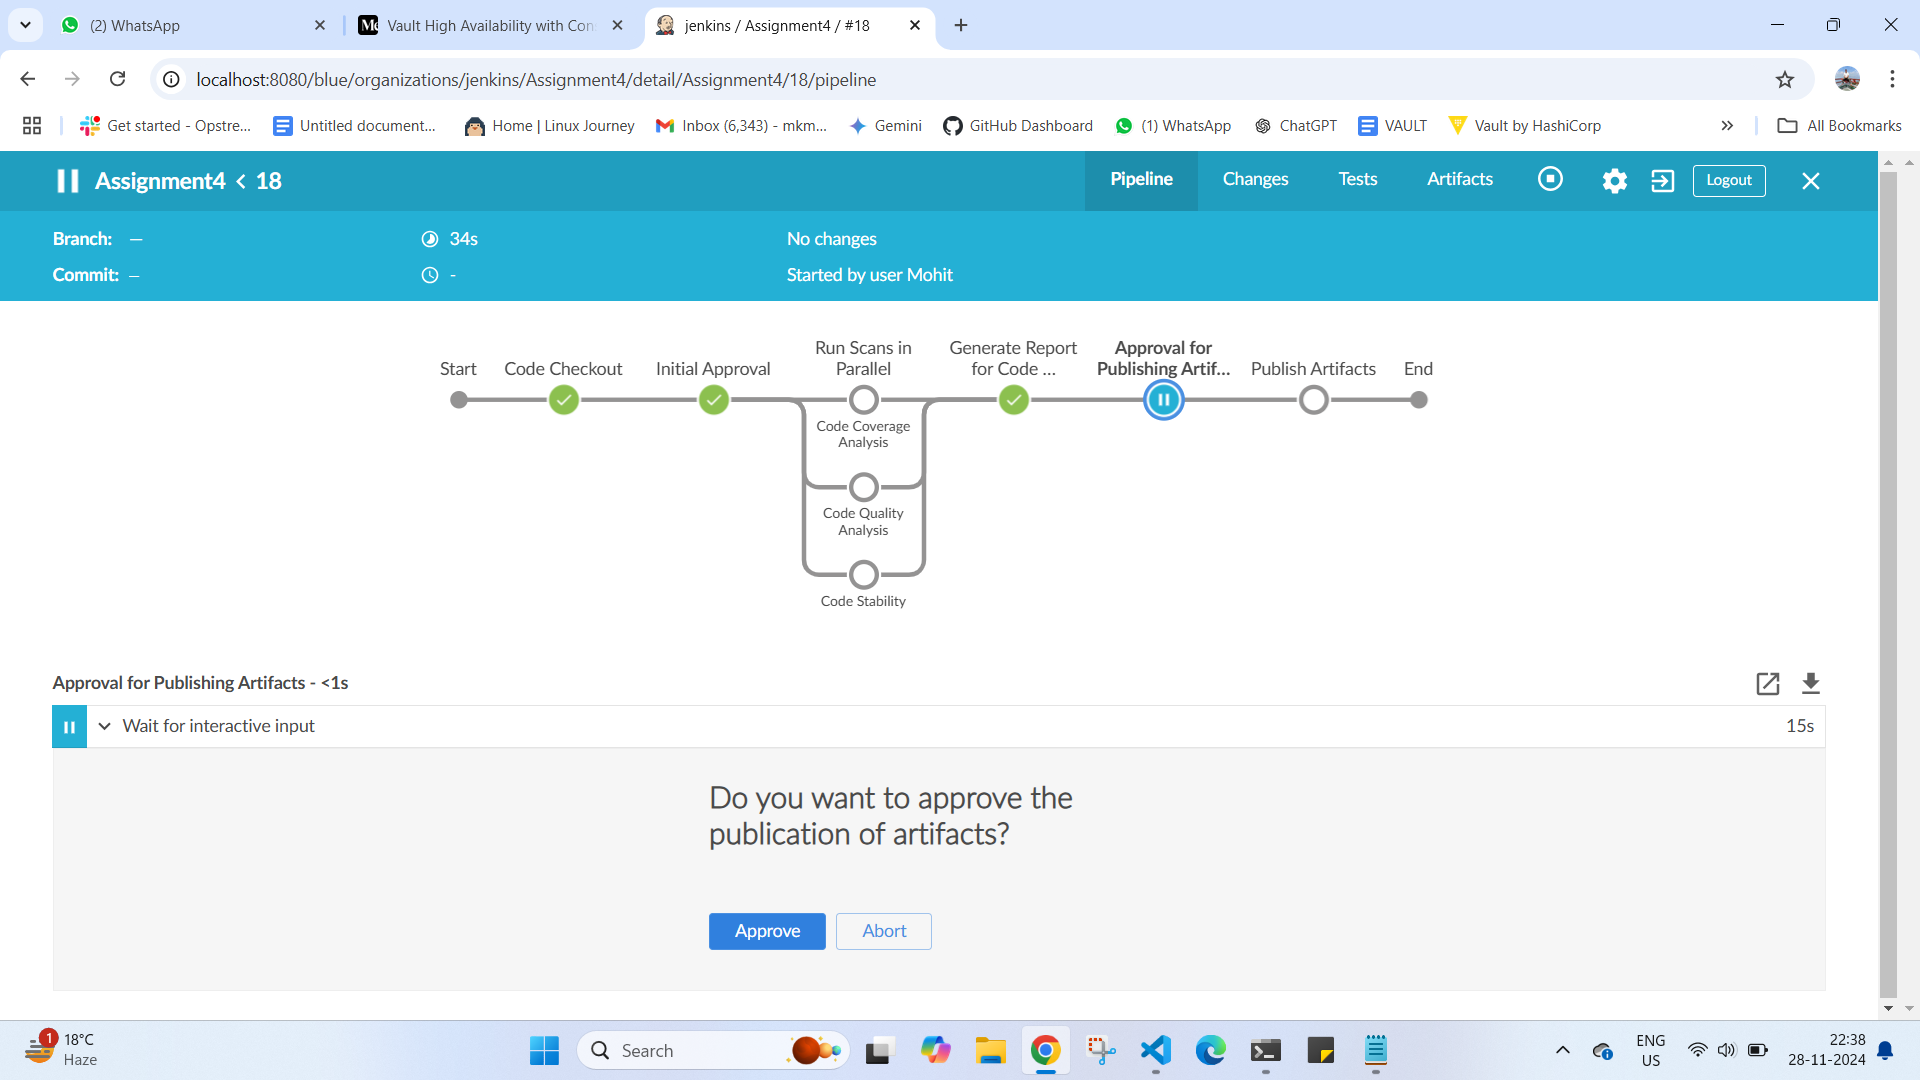 (2) WhatsApp
Vault High Availability with Con
jenkins / Assignment4 / #18
localhost:8080/blue/organizations/jenkins/Assignment4/detail/Assignment4/18/pipeline
Get started - Opstre...
Untitled document...
Home | Linux Journey
Inbox (6,343) - mkm...
Gemini
GitHub Dashboard
(1) WhatsApp
ChatGPT
VAULT
Vault by HashiCorp
All Bookmarks
Assignment4 < 18
Pipeline
Changes
Tests
Artifacts
Logout
Branch: —
34s
No changes
Commit: —
-
Started by user Mohit
Start
Code Checkout
Initial Approval
Run Scans in
Parallel
Generate Report
for Code ...
Approval for
Publishing Artif...
Publish Artifacts
End
Code Coverage
Analysis
Code Quality
Analysis
Code Stability
Approval for Publishing Artifacts - <1s
Wait for interactive input
15s
Do you want to approve the
publication of artifacts?
Approve
Abort
1
18°C
Haze
Search
ENG
US
22:38
28-11-2024